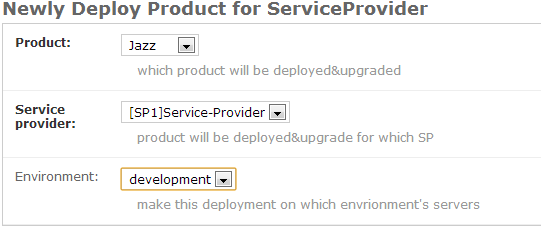 Newly Deploy Product for ServiceProvider
Product:
Jazz
which product will be deployed&upgraded
Service
provider:
[SP1]Service-Provider
product will be deployed&upgrade for which SP
Environment:
development
make this deployment on which envrionment's servers